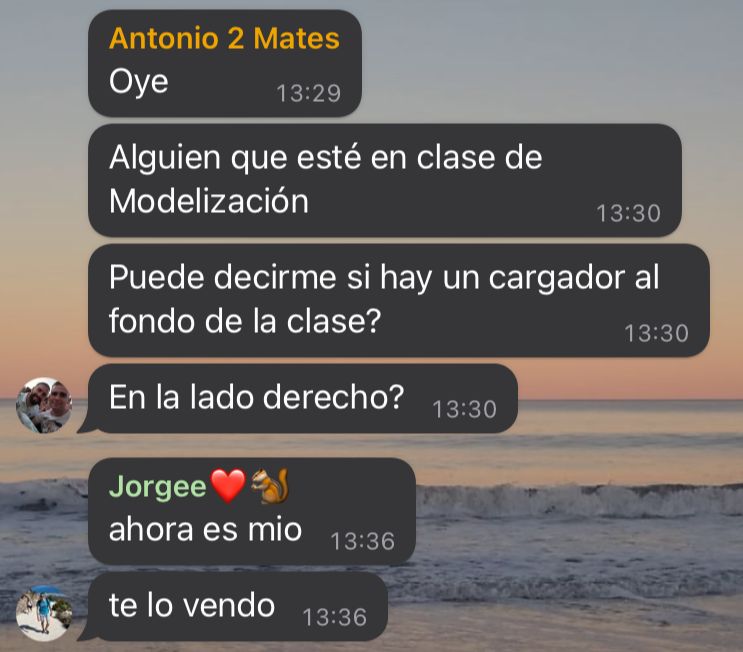 Antonio 2 Mates
Oye
13:29
Alguien que esté en clase de
Modelización
13:30
Puede decirme si hay un cargador al
fondo de la clase?
13:30
En la lado derecho?
13:30
Jorgee❤️🐿️
ahora es mio
13:36
te lo vendo
13:36